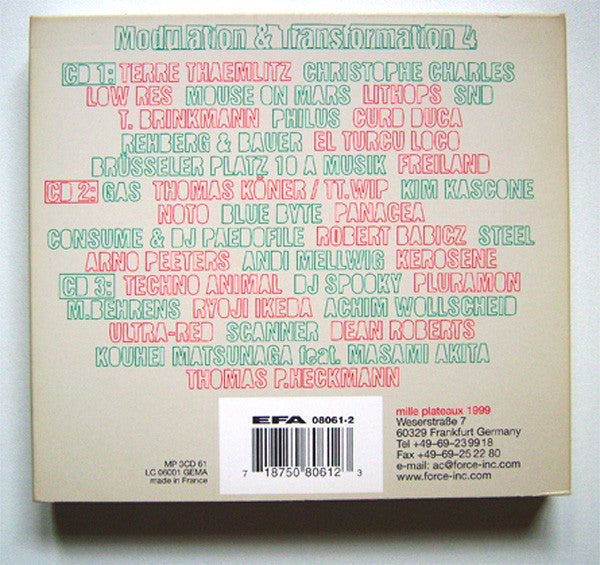 Modulation & Transformation 4
CD 1: TERRE THAEMLITZ CHRISTOPHE CHARLES
LOW RES MOUSE ON MARS LITHOPS SND
T. BRINKMANN PHILUS CURD DUCA
REHBERG & BAUER EL TURCU LOCO
BRÜSSELER PLATZ 10 A MUSIK FREILAND
CD 2: GAS THOMAS KÖNER / TT.WIP KIM KASCONE
NOTO BLUE BYTE PANACEA
CONSUME & DJ PAEDOFILE ROBERT BABICZ STEEL
ARNO PEETERS ANDI MELLWIG KEROSENE
CD 3: TECHNO ANIMAL DJ SPOOKY PLURAMON
M.BEHRENS RYOJI IKEDA ACHIM WOLLSCHEID
ULTRA-RED SCANNER DEAN ROBERTS
KOUHEI MATSUNAGA feat. MASAMI AKITA
THOMAS P.HECKMANN
MP 3CD 61
LC 06001 GEMA
made in France
EFA 08061-2
7 18750 80612 3
mille plateaux 1999
Weserstraße 7
60329 Frankfurt Germany
Tel +49-69-23 99 18
Fax +49-69-25 22 80
e-mail: ac@force-inc.com
www.force-inc.com